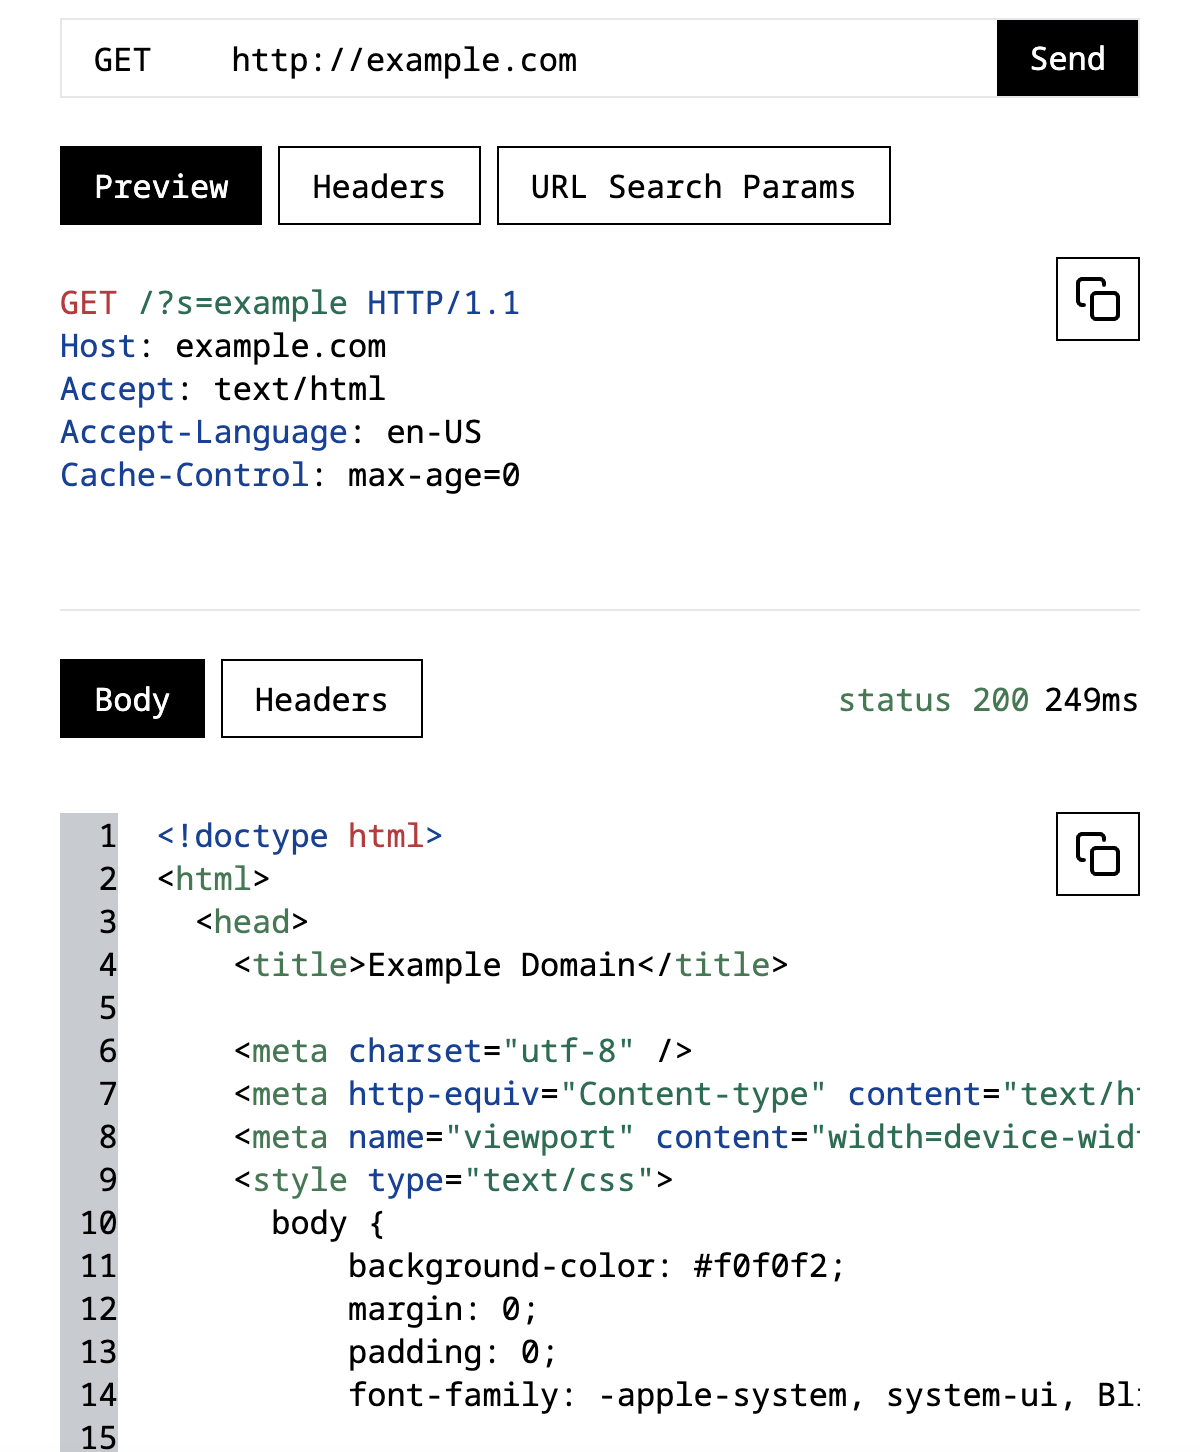 GET http://example.com Send
Preview Headers URL Search Params
GET /?s=example HTTP/1.1
Host: example.com
Accept: text/html
Accept-Language: en-US
Cache-Control: max-age=0
Body Headers status 200 249ms
1 <!doctype html>
2 <html>
3 <head>
4 <title>Example Domain</title>
5
6 <meta charset="utf-8" />
7 <meta http-equiv="Content-type" content="text/h
8 <meta name="viewport" content="width=device-wid
9 <style type="text/css">
10 body {
11 background-color: #f0f0f2;
12 margin: 0;
13 padding: 0;
14 font-family: -apple-system, system-ui, Bl
15